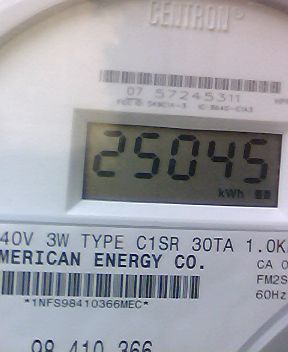 CENTRON®
07 57245311
25045
kWh
40V 3W TYPE C1SR 30TA 1.0K
MERICAN ENERGY CO.
CA 0
FM2S
60Hz
*1NFS98410366MEC*
98 410 366